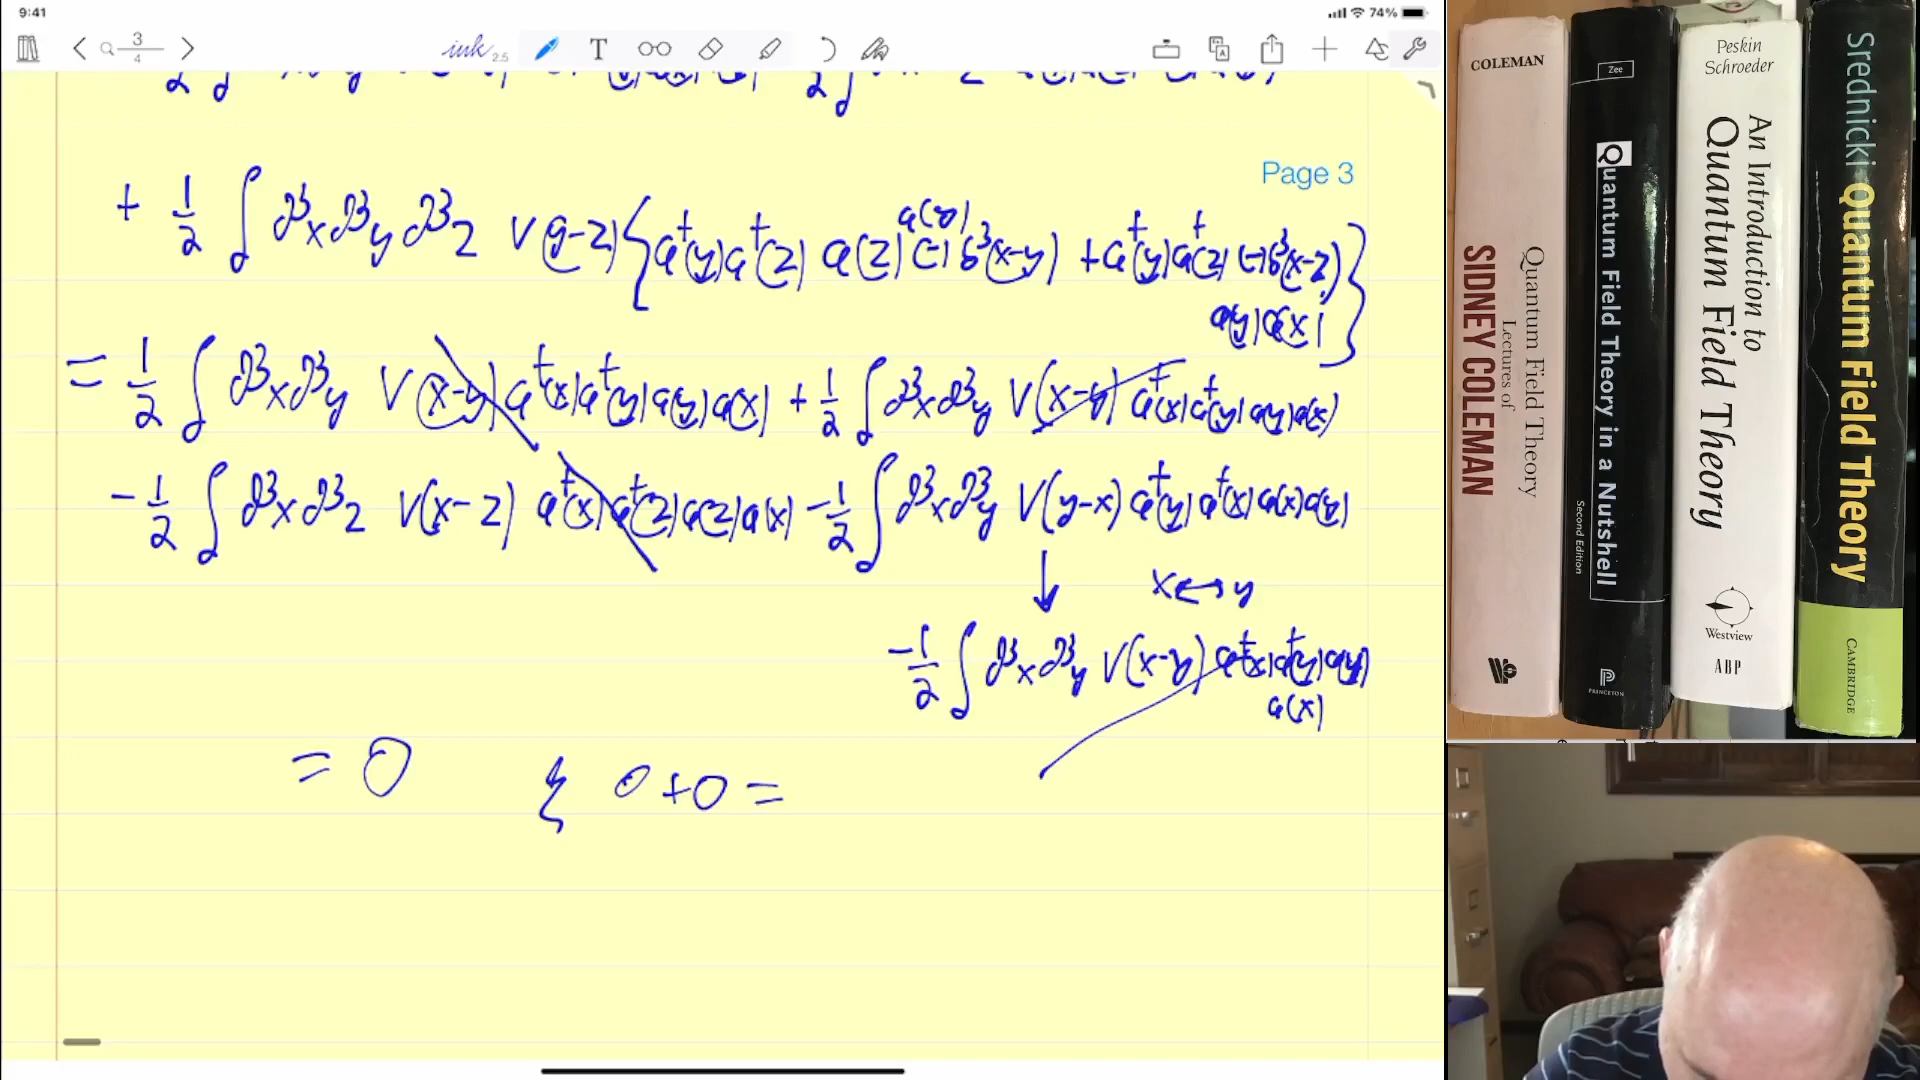 9:41
74%
3
4
ink 2.5
T
Page 3
+ 1/2 ∫ d³x d³y d³z V(y-z) { a†(y) a†(z) a(z) a(y) (-) δ³(x-y) + a†(y) a†(z) (-) δ³(x-z)
a(y) a(x) }
= 1/2 ∫ d³x d³y V(x-y) a†(x) a†(y) a(y) a(x) + 1/2 ∫ d³x d³y V(x-y) a†(x) a†(y) a(y) a(x)
- 1/2 ∫ d³x d³z V(x-z) a†(x) a†(z) a(z) a(x) - 1/2 ∫ d³x d³y V(y-x) a†(y) a†(x) a(x) a(y)
↓ x ↔ y
- 1/2 ∫ d³x d³y V(x-y) a†(x) a†(y) a(y)
a(x)
= 0 { 0 + 0 =
COLEMAN
Quantum Field Theory
Lectures of
SIDNEY COLEMAN
Zee
Quantum Field Theory in a Nutshell
Second Edition
PRINCETON
Peskin
Schroeder
An Introduction to
Quantum Field Theory
Westview
ABP
Srednicki Quantum Field Theory
CAMBRIDGE